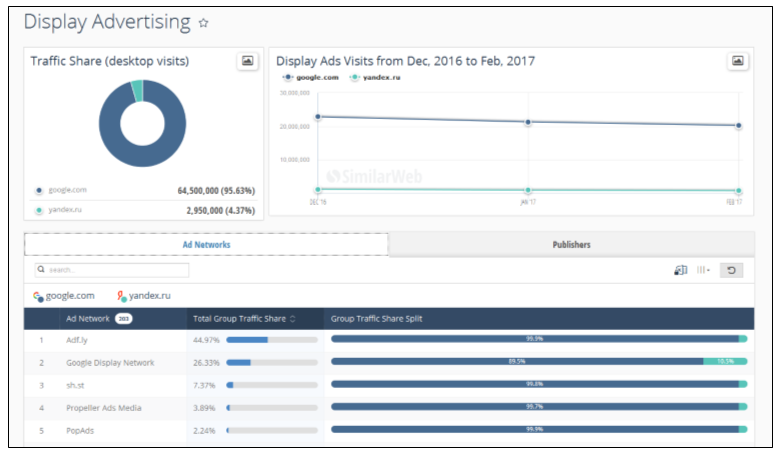 Display Advertising
Traffic Share (desktop visits)
google.com 64,500,000 (95.63%)
yandex.ru 2,950,000 (4.37%)
Display Ads Visits from Dec, 2016 to Feb, 2017
google.com yandex.ru
30,000,000
20,000,000
10,000,000
SimilarWeb
DEC '16 JAN '17 FEB '17
Ad Networks Publishers
search...
google.com yandex.ru
Ad Network 203 Total Group Traffic Share Group Traffic Share Split
1 Adf.ly 44.97% 99.9%
2 Google Display Network 26.33% 89.5% 10.5%
3 sh.st 7.37% 99.8%
4 Propeller Ads Media 3.89% 99.7%
5 PopAds 2.24% 99.9%